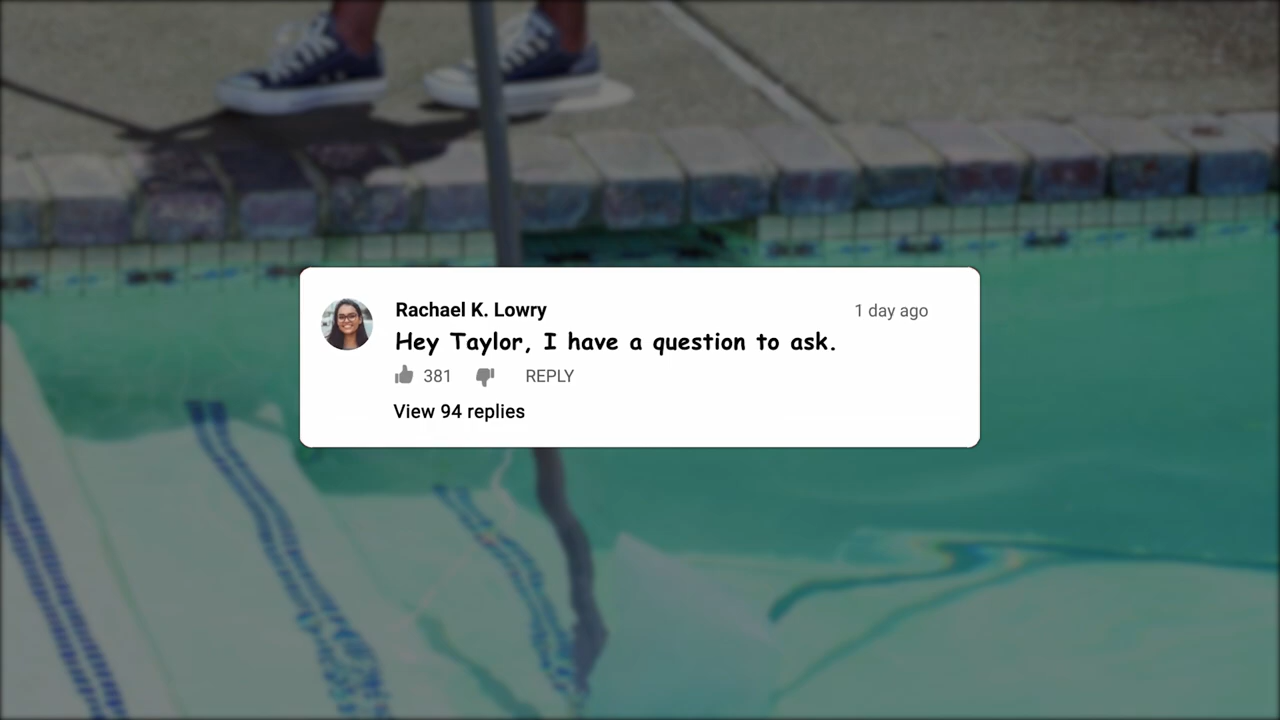 Rachael K. Lowry 1 day ago
Hey Taylor, I have a question to ask.
381 REPLY
View 94 replies